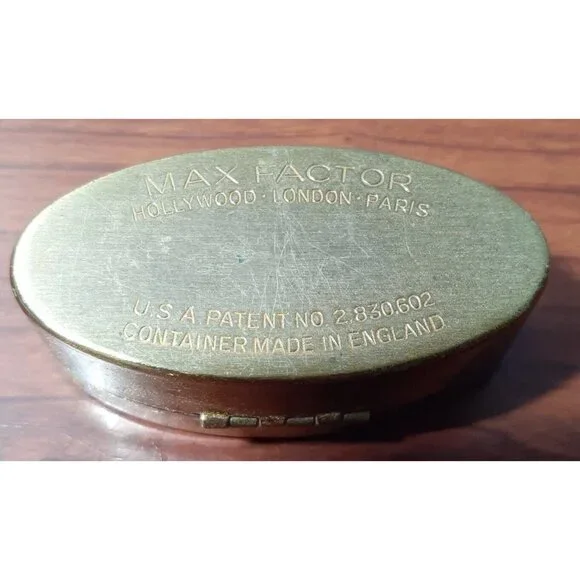 MAX FACTOR
HOLLYWOOD · LONDON · PARIS
U.S.A. PATENT NO. 2.830.602
CONTAINER MADE IN ENGLAND